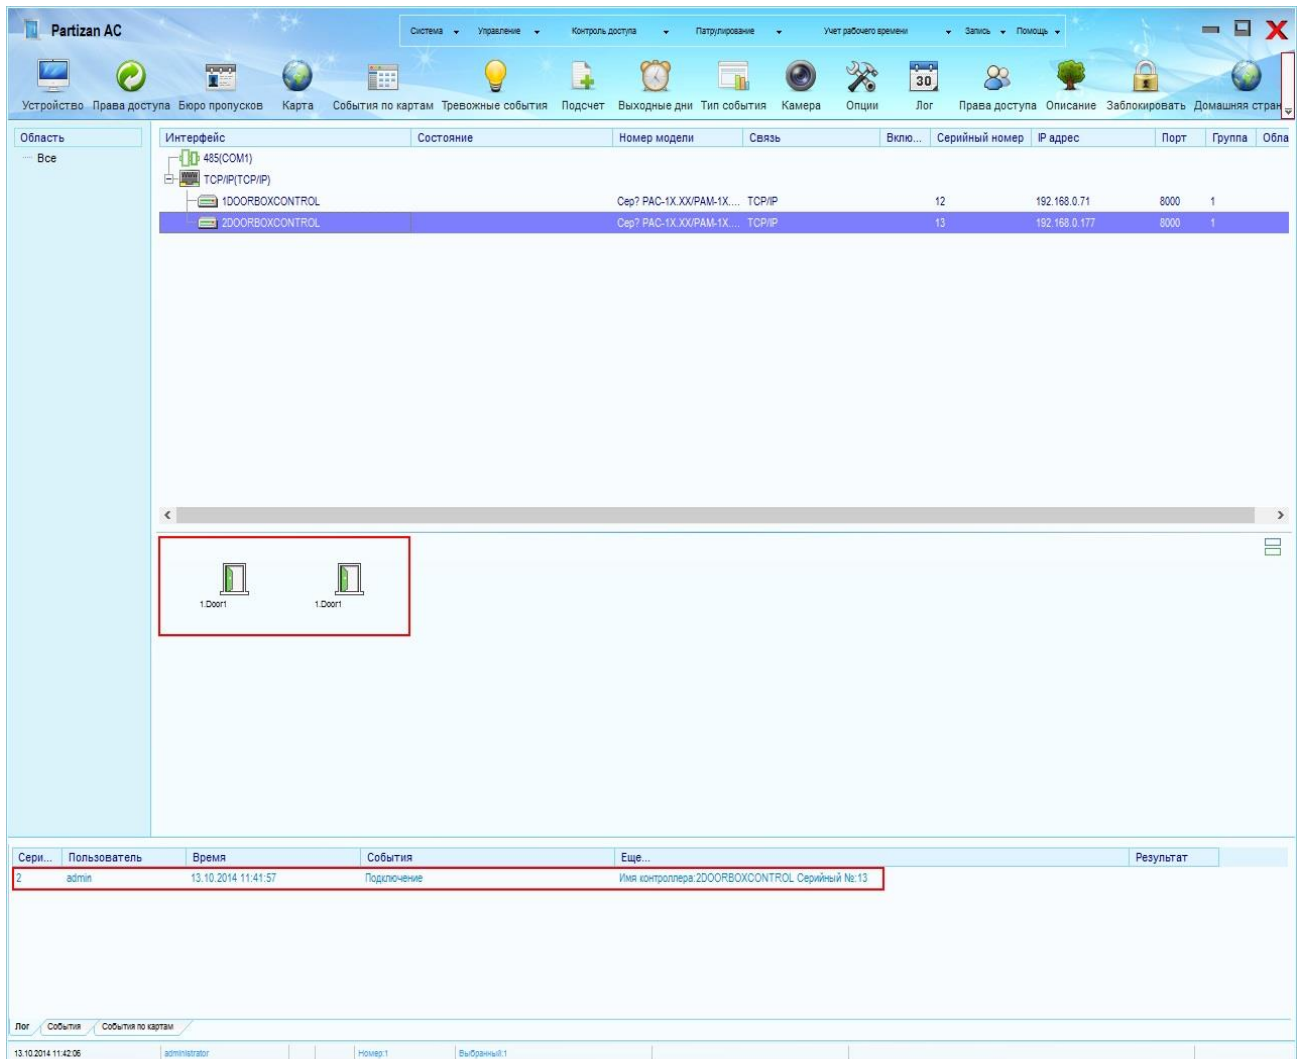 Partizan AC
Система Управление Контроль доступа Патрулирование Учет рабочего времени Запись Помощь
30
Устройство Права доступа Бюро пропусков Карта События по картам Тревожные события Подсчет Выходные дни Тип события Камера Опции Лог Права доступа Описание Заблокировать Домашняя стран
Область Интерфейс Состояние Номер модели Связь Вклю... Серийный номер IP адрес Порт Группа Обла
Все
485(COM1)
TCP/IP(TCP/IP)
1DOORBOXCONTROL Сер? PAC-1X.XX/PAM-1X.... TCP/IP 12 192.168.0.71 8000 1
2DOORBOXCONTROL Сер? PAC-1X.XX/PAM-1X.... TCP/IP 13 192.168.0.177 8000 1
1.Door1 1.Door1
Сери... Пользователь Время События Еще... Результат
2 admin 13.10.2014 11:41:57 Подключение Имя контроллера:2DOORBOXCONTROL Серийный №:13
Лог События События по картам
13.10.2014 11:42:06 administrator Номер:1 Выбранный:1